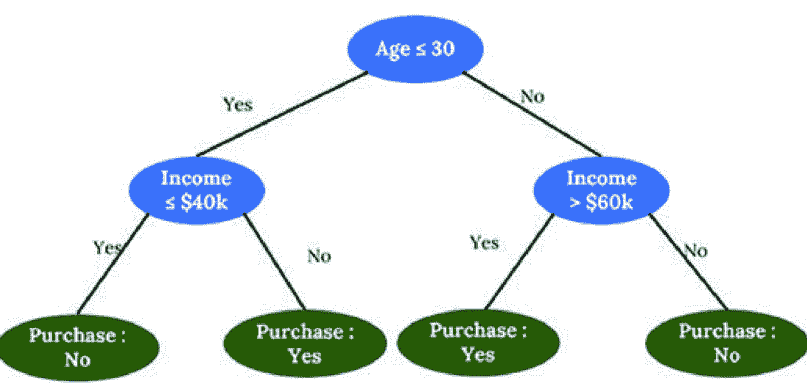 Age ≤ 30
Yes
No
Income
≤ $40k
Income
> $60k
Yes
No
Yes
No
Purchase :
No
Purchase :
Yes
Purchase :
Yes
Purchase :
No